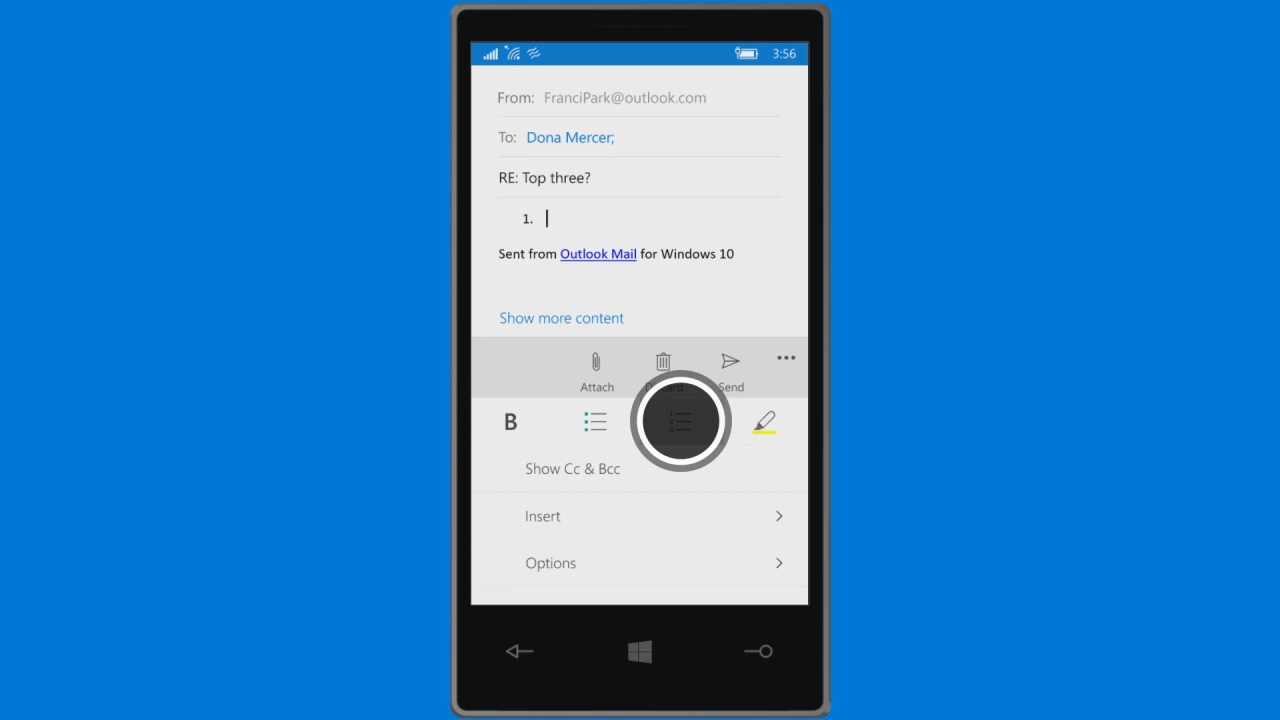 3:56
From: FranciPark@outlook.com
To: Dona Mercer;
RE: Top three?
1.
Sent from Outlook Mail for Windows 10
Show more content
Attach Send
B
Show Cc & Bcc
Insert
Options